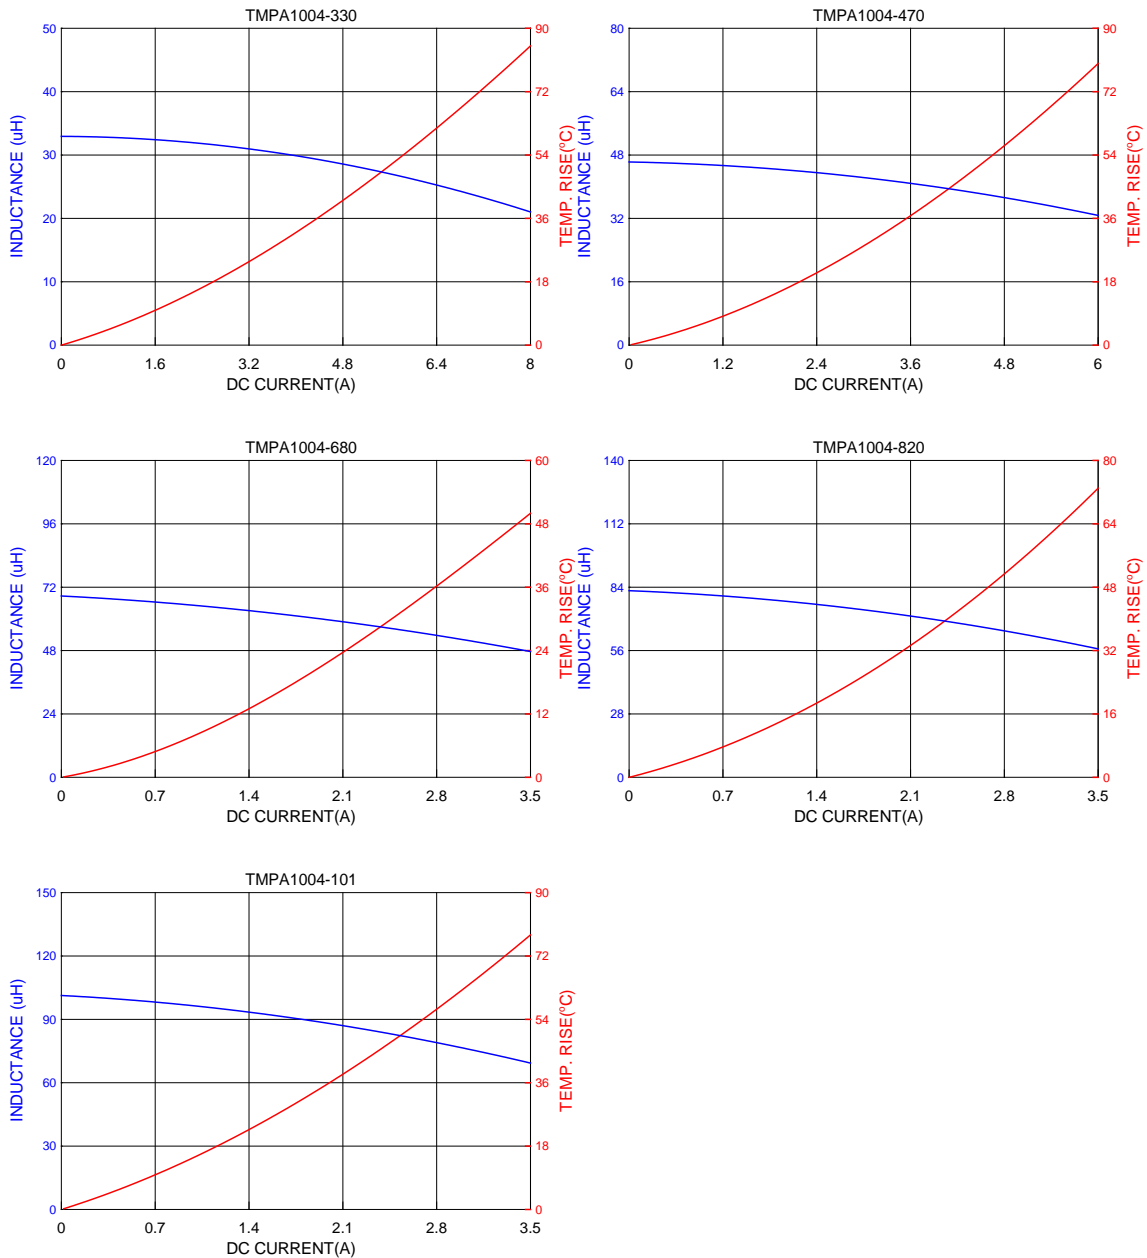 TMPA1004-330
50
40
30
20
10
0
INDUCTANCE (uH)
90
72
54
36
18
0
TEMP. RISE(ºC)
0 1.6 3.2 4.8 6.4 8
DC CURRENT(A)
TMPA1004-470
80
64
48
32
16
0
INDUCTANCE (uH)
90
72
54
36
18
0
TEMP. RISE(ºC)
0 1.2 2.4 3.6 4.8 6
DC CURRENT(A)
TMPA1004-680
120
96
72
48
24
0
INDUCTANCE (uH)
60
48
36
24
12
0
TEMP. RISE(ºC)
0 0.7 1.4 2.1 2.8 3.5
DC CURRENT(A)
TMPA1004-820
140
112
84
56
28
0
INDUCTANCE (uH)
80
64
48
32
16
0
TEMP. RISE(ºC)
0 0.7 1.4 2.1 2.8 3.5
DC CURRENT(A)
TMPA1004-101
150
120
90
60
30
0
INDUCTANCE (uH)
90
72
54
36
18
0
TEMP. RISE(ºC)
0 0.7 1.4 2.1 2.8 3.5
DC CURRENT(A)